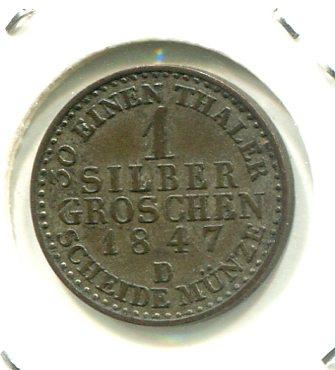 30 EINEN THALER
1
SILBER
GROSCHEN
1847
D
SCHEIDE MÜNZE